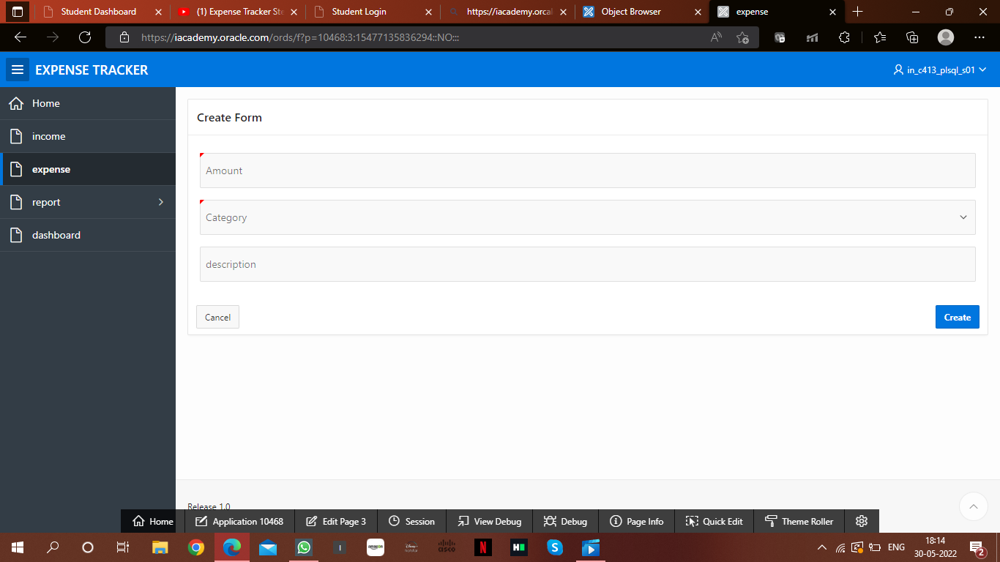 Student Dashboard
(1) Expense Tracker Ste
Student Login
https://iacademy.orcal
Object Browser
expense
https://iacademy.oracle.com/ords/f?p=10468:3:15477135836294::NO:::
EXPENSE TRACKER
in_c413_plsql_s01
Home
income
expense
report
dashboard
Create Form
Amount
Category
description
Cancel
Create
Release 1.0
Home
Application 10468
Edit Page 3
Session
View Debug
Debug
Page Info
Quick Edit
Theme Roller
amazon
ENG
18:14
30-05-2022
2